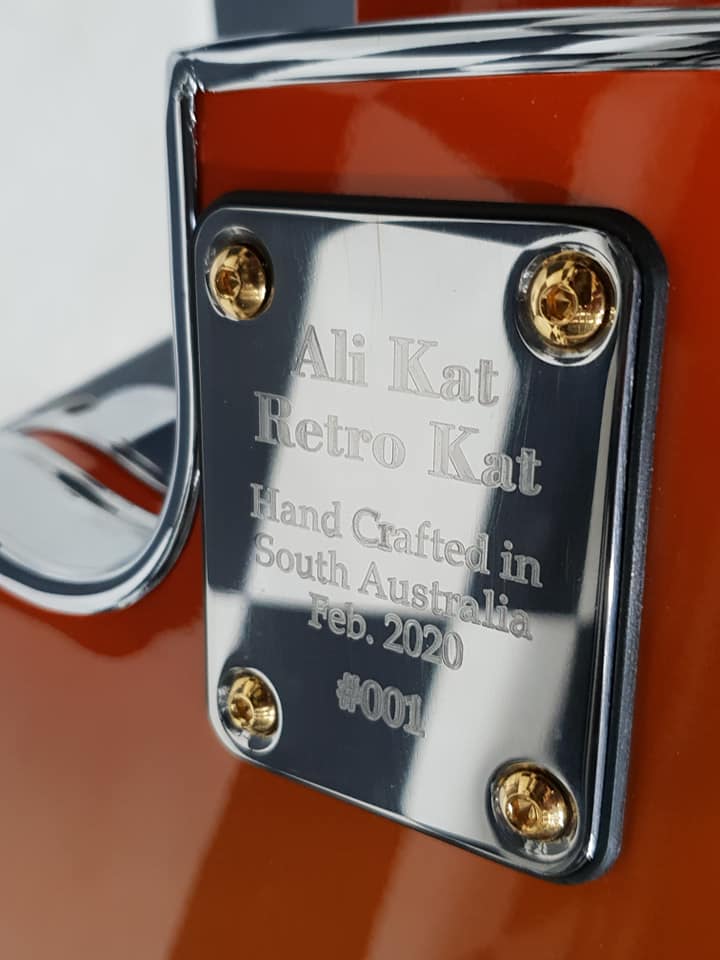 Ali Kat
Retro Kat
Hand Crafted in
South Australia
Feb. 2020
#001